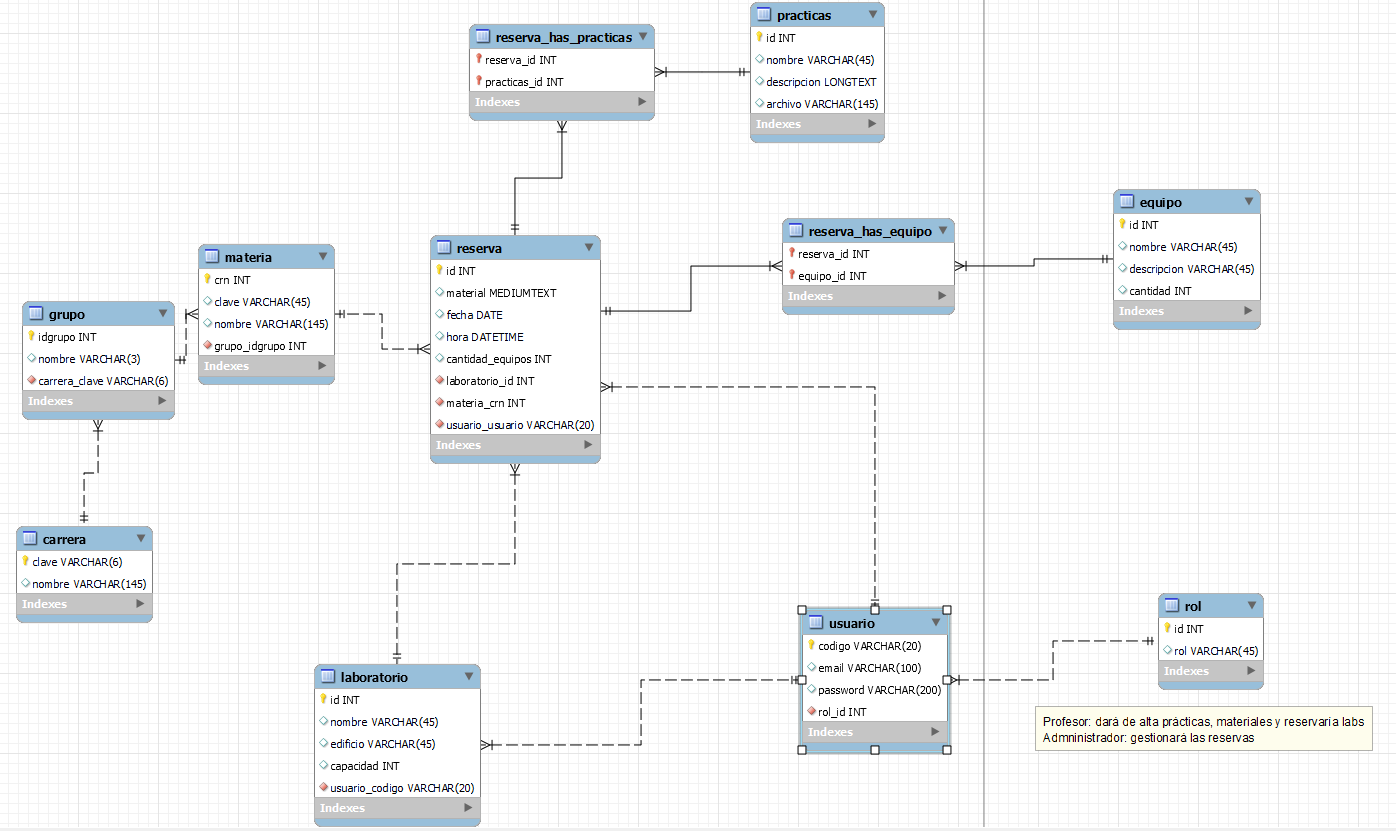 practicas
id INT
nombre VARCHAR(45)
descripcion LONGTEXT
archivo VARCHAR(145)
Indexes
reserva_has_practicas
reserva_id INT
practicas_id INT
Indexes
equipo
id INT
nombre VARCHAR(45)
descripcion VARCHAR(45)
cantidad INT
Indexes
reserva_has_equipo
reserva_id INT
equipo_id INT
Indexes
reserva
id INT
material MEDIUMTEXT
fecha DATE
hora DATETIME
cantidad_equipos INT
laboratorio_id INT
materia_crn INT
usuario_usuario VARCHAR(20)
Indexes
materia
crn INT
clave VARCHAR(45)
nombre VARCHAR(145)
grupo_idgrupo INT
Indexes
grupo
idgrupo INT
nombre VARCHAR(3)
carrera_clave VARCHAR(6)
Indexes
carrera
clave VARCHAR(6)
nombre VARCHAR(145)
Indexes
laboratorio
id INT
nombre VARCHAR(45)
edificio VARCHAR(45)
capacidad INT
usuario_codigo VARCHAR(20)
Indexes
usuario
codigo VARCHAR(20)
email VARCHAR(100)
password VARCHAR(200)
rol_id INT
Indexes
rol
id INT
rol VARCHAR(45)
Indexes
Profesor: dará de alta prácticas, materiales y reservaría labs
Admninistrador: gestionará las reservas